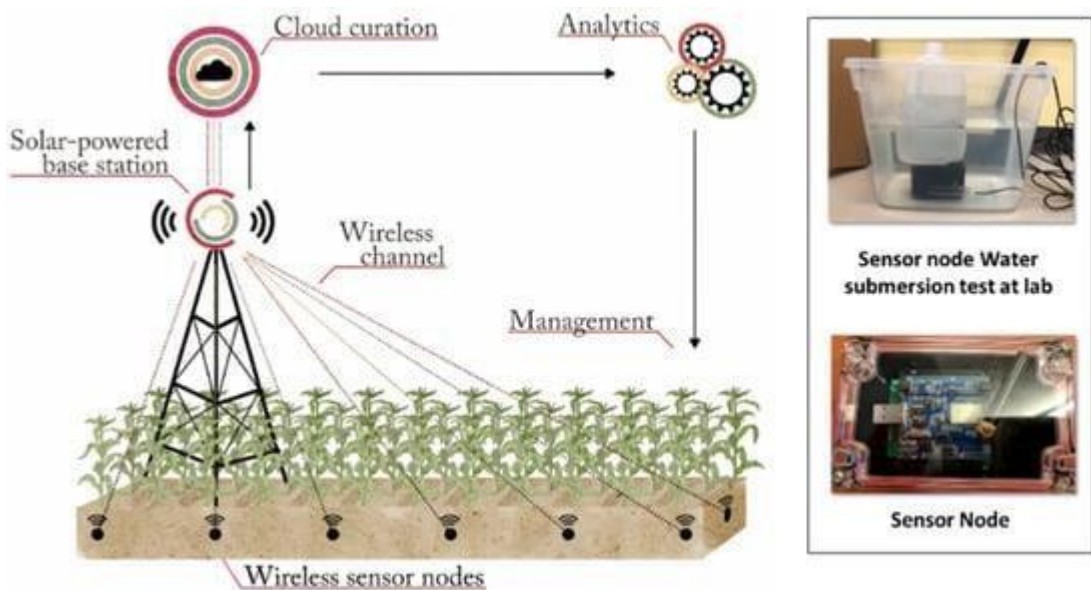 Cloud curation
Analytics
Solar-powered
base station
Wireless
channel
Management
Wireless sensor nodes
Sensor node Water
submersion test at lab
Sensor Node